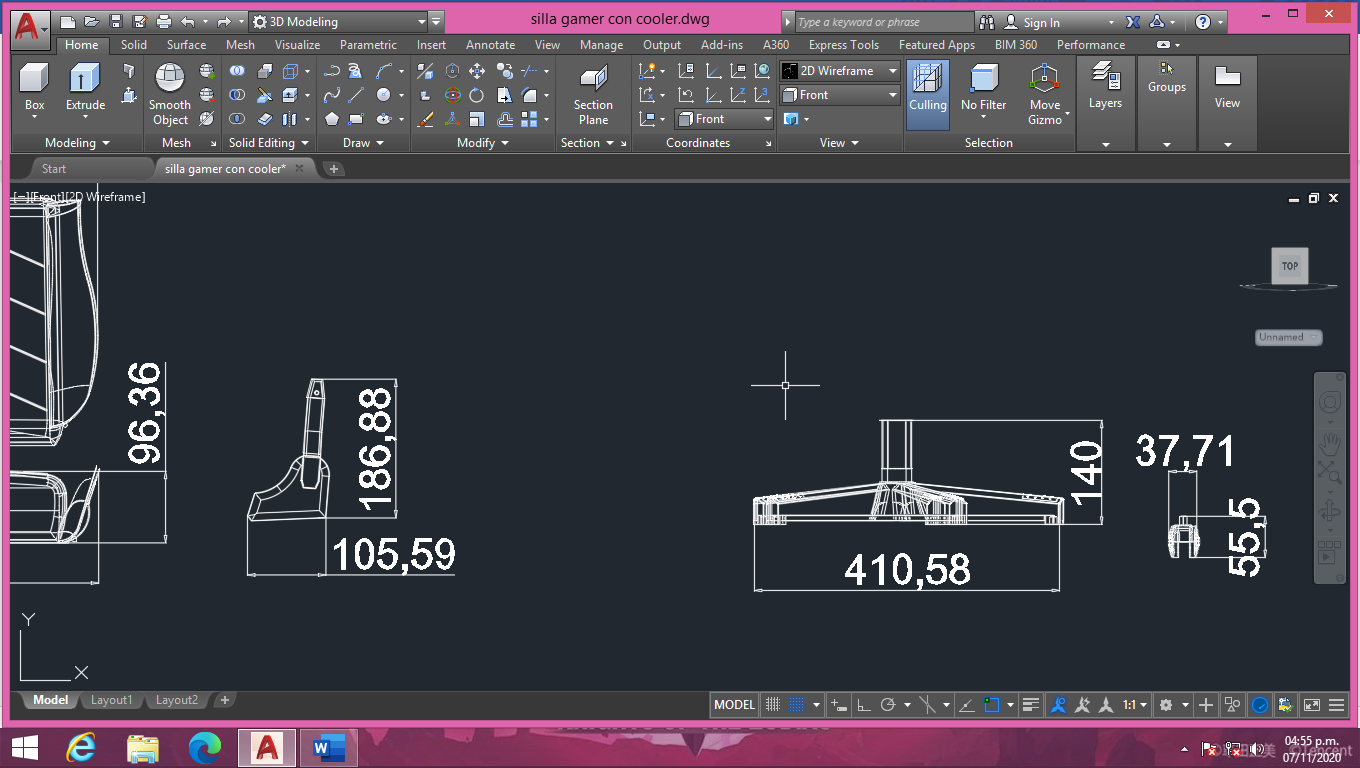 silla gamer con cooler.dwg
3D Modeling
Type a keyword or phrase
Sign In
Home Solid Surface Mesh Visualize Parametric Insert Annotate View Manage Output Add-ins A360 Express Tools Featured Apps BIM 360 Performance
Box
Extrude
Smooth
Object
Section
Plane
2D Wireframe
Front
Front
Culling
No Filter
Move
Gizmo
Layers
Groups
View
Modeling Mesh Solid Editing Draw Modify Section Coordinates View Selection
Start
silla gamer con cooler*
[−][Front][2D Wireframe]
TOP
Unnamed
96,36
186,88
105,59
140
410,58
37,71
55,5
Y
X
Model Layout1 Layout2
MODEL
1:1
04:55 p.m.
07/11/2020
©Tencent